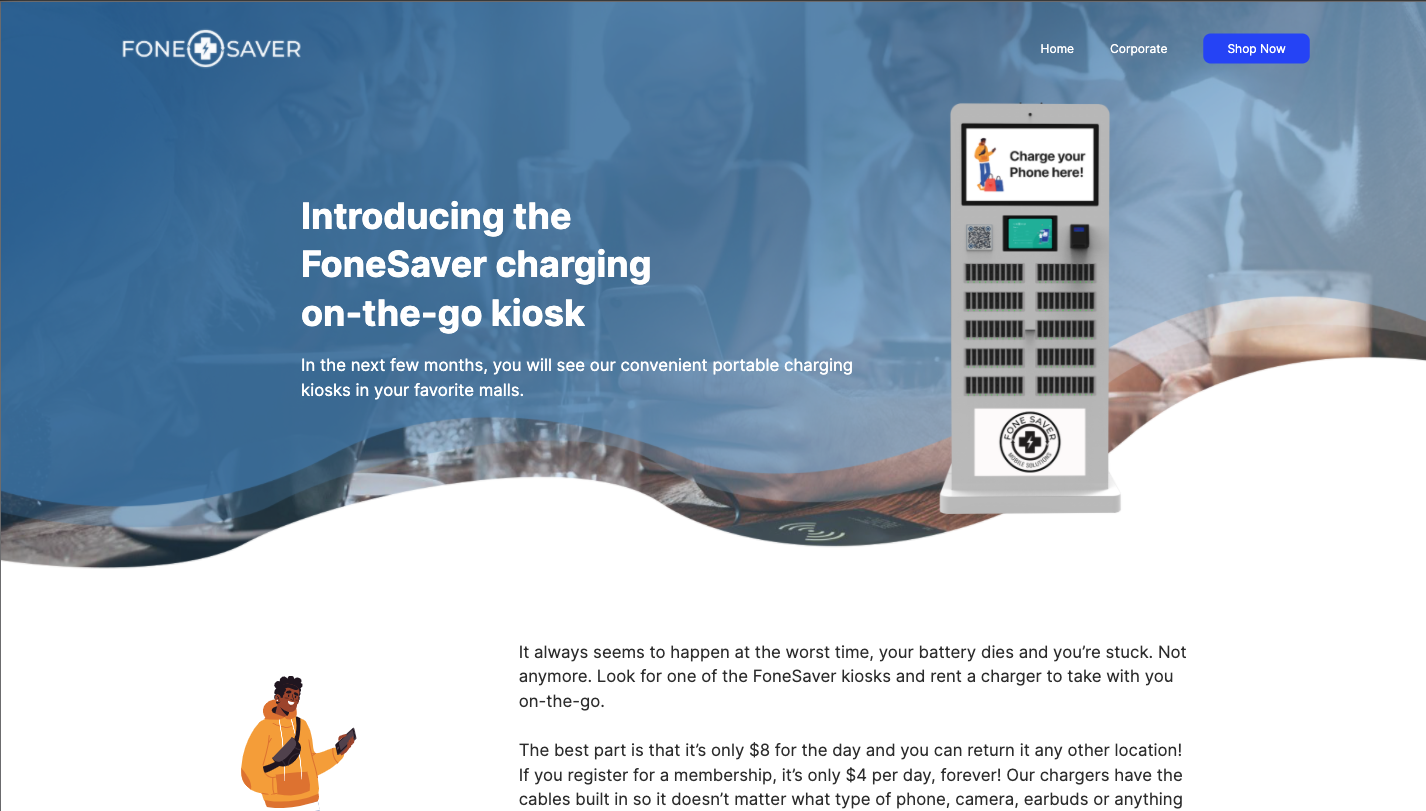 FONE SAVER
Home
Corporate
Shop Now
Charge your
Phone here!
Introducing the
FoneSaver charging
on-the-go kiosk
In the next few months, you will see our convenient portable charging
kiosks in your favorite malls.
FONE SAVER
MOBILE SOLUTIONS
It always seems to happen at the worst time, your battery dies and you’re stuck. Not
anymore. Look for one of the FoneSaver kiosks and rent a charger to take with you
on-the-go.
The best part is that it’s only $8 for the day and you can return it any other location!
If you register for a membership, it’s only $4 per day, forever! Our chargers have the
cables built in so it doesn’t matter what type of phone, camera, earbuds or anything